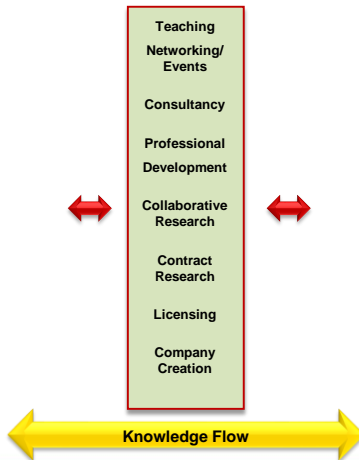 Teaching
Networking/
Events
Consultancy
Professional
Development
Collaborative
Research
Contract
Research
Licensing
Company
Creation
Knowledge Flow